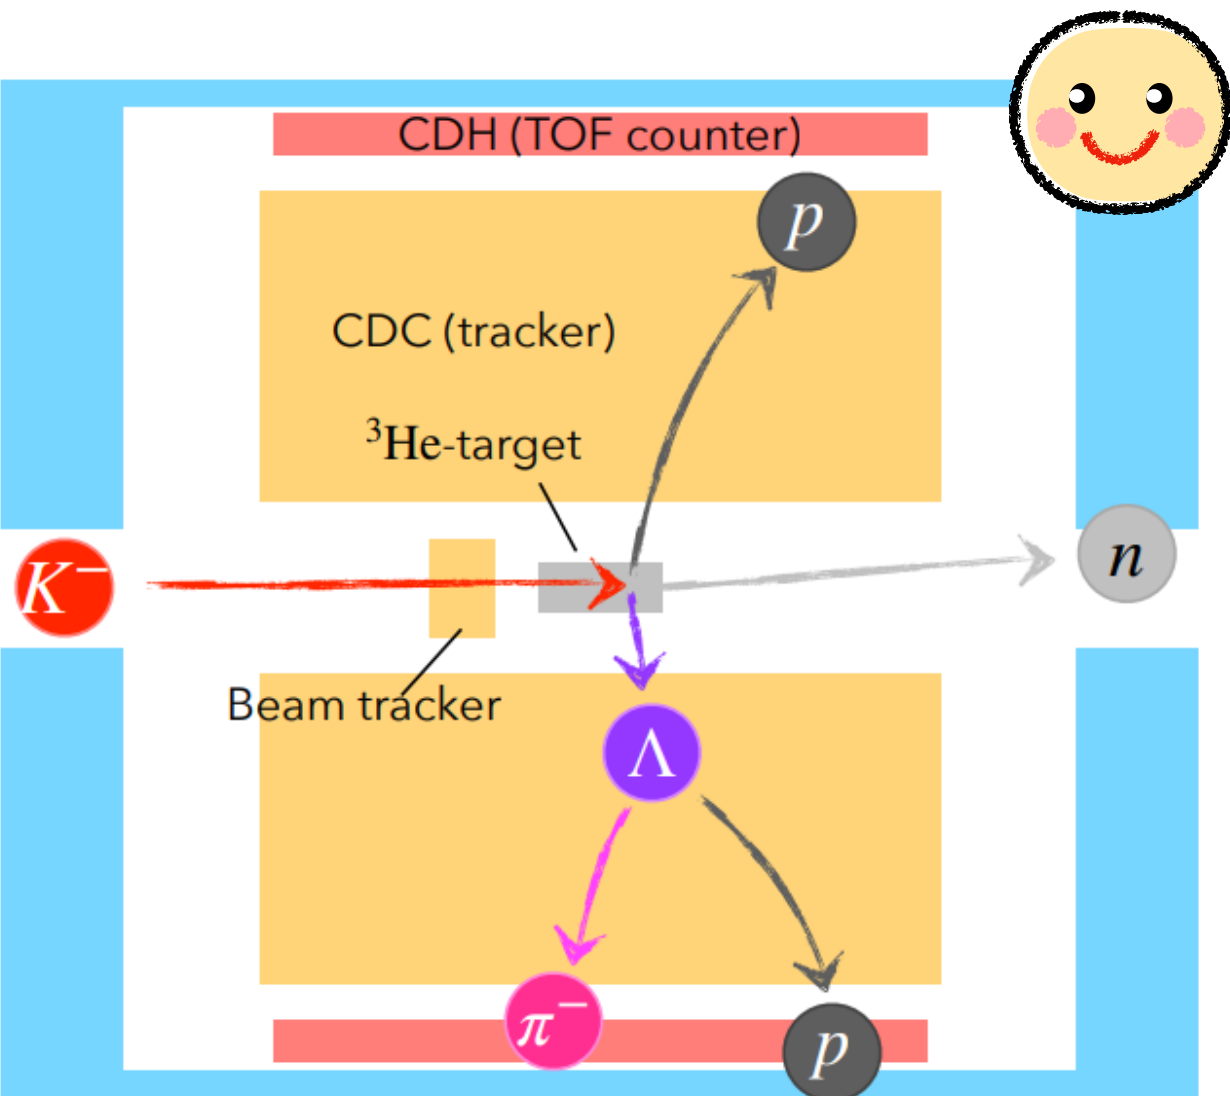 CDH (TOF counter)
p
CDC (tracker)
³He-target
K⁻
n
Beam tracker
Λ
π⁻
p